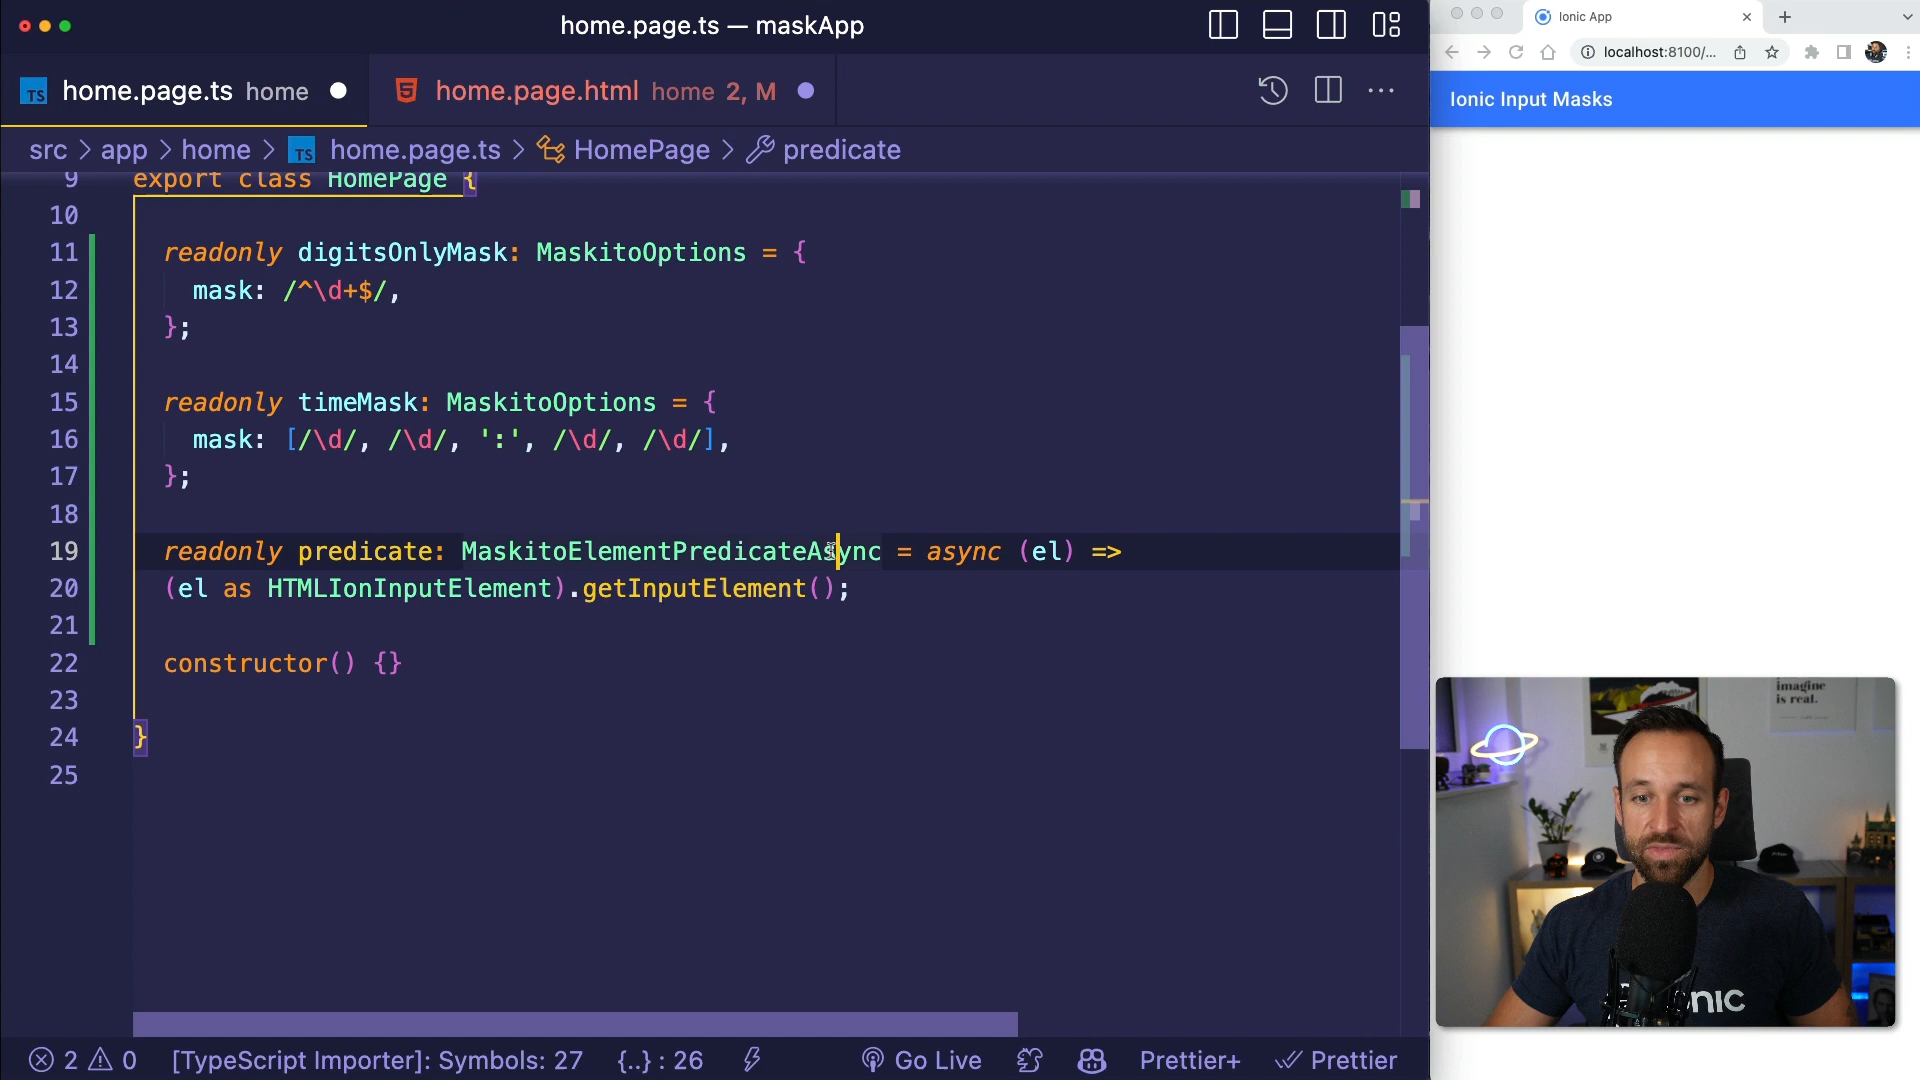 home.page.ts — maskApp
TS home.page.ts home
home.page.html home 2, M
src > app > home > TS home.page.ts > HomePage > predicate
9 export class HomePage {
10
11 readonly digitsOnlyMask: MaskitoOptions = {
12 mask: /^\d+$/,
13 };
14
15 readonly timeMask: MaskitoOptions = {
16 mask: [/\d/, /\d/, ':', /\d/, /\d/],
17 };
18
19 readonly predicate: MaskitoElementPredicateAsync = async (el) =>
20 (el as HTMLIonInputElement).getInputElement();
21
22 constructor() {}
23
24 }
25
2 0 [TypeScript Importer]: Symbols: 27 {..} : 26 Go Live Prettier+ Prettier
Ionic App
localhost:8100/...
Ionic Input Masks
imagine
is real.